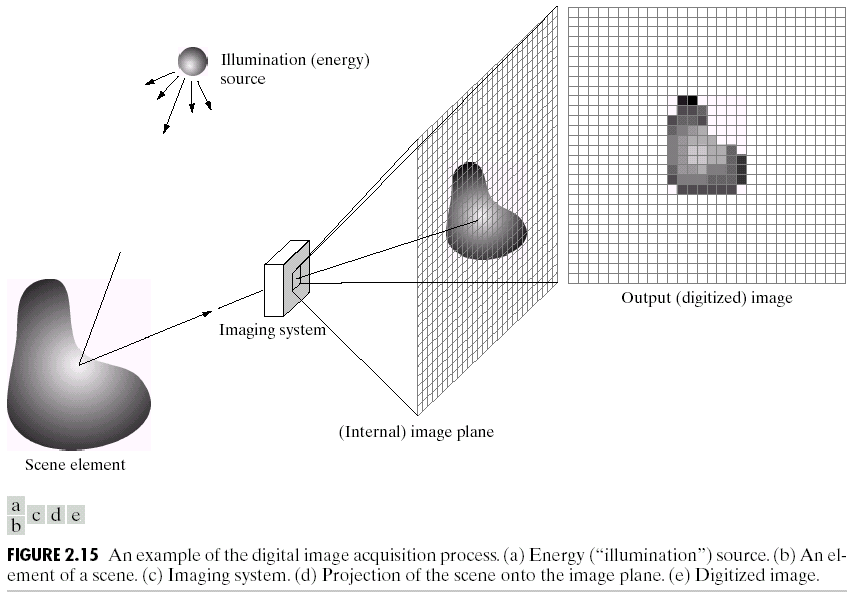 Illumination (energy)
source
Output (digitized) image
Imaging system
(Internal) image plane
Scene element
a
b
c d e
FIGURE 2.15 An example of the digital image acquisition process. (a) Energy (“illumination”) source. (b) An el-
ement of a scene. (c) Imaging system. (d) Projection of the scene onto the image plane. (e) Digitized image.